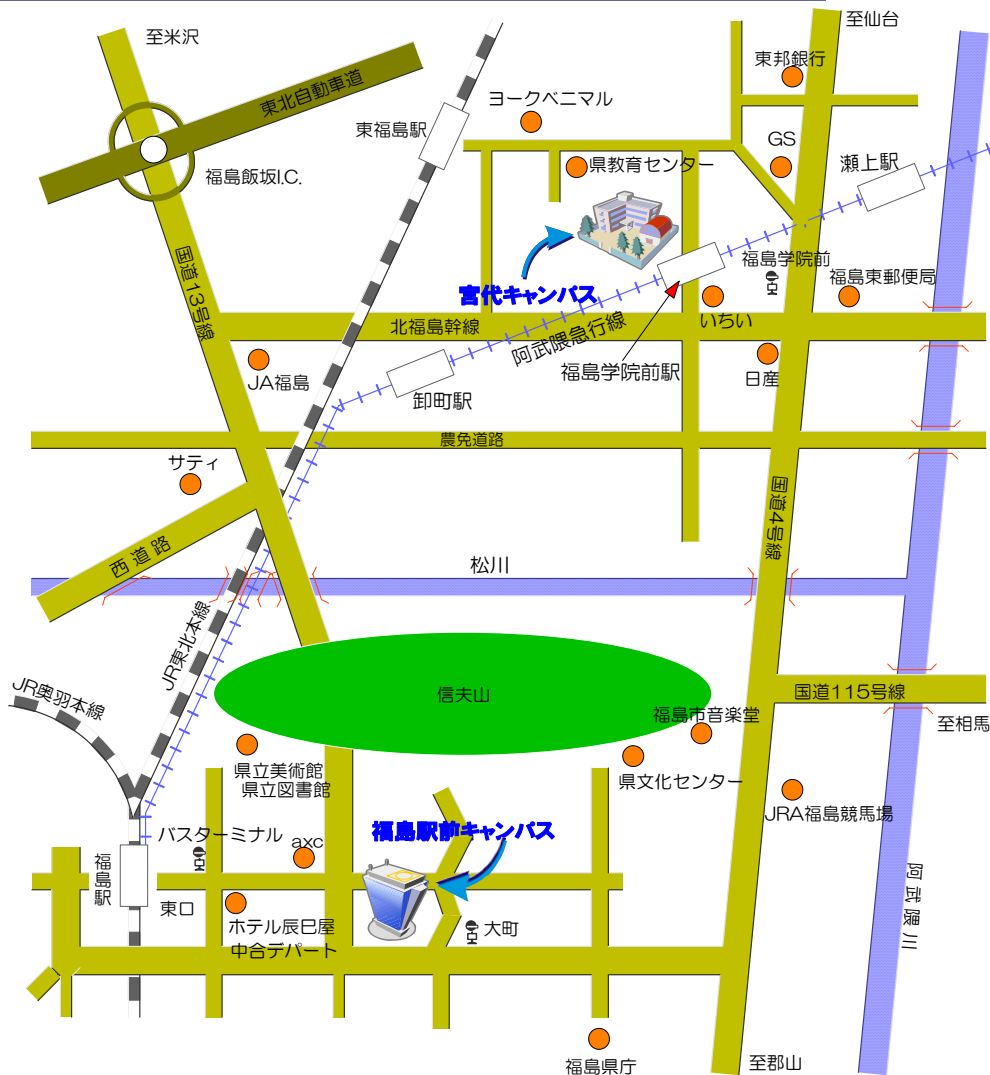 至仙台
至米沢
東邦銀行
東北自動車道
ヨークベニマル
東福島駅
GS
県教育センター
瀬上駅
福島飯坂I.C.
国道13号線
福島学院前
福島東郵便局
宮代キャンパス
いちい
北福島幹線
阿武隈急行線
福島学院前駅
JA福島
日産
卸町駅
農免道路
サティ
国道4号線
西道路
松川
JR東北本線
JR奥羽本線
信夫山
国道115号線
福島市音楽堂
至相馬
県立美術館
県立図書館
県文化センター
JRA福島競馬場
バスターミナル
axc
福島駅前キャンパス
福島駅
阿武隈川
東口
ホテル辰巳屋
中合デパート
大町
福島県庁
至郡山